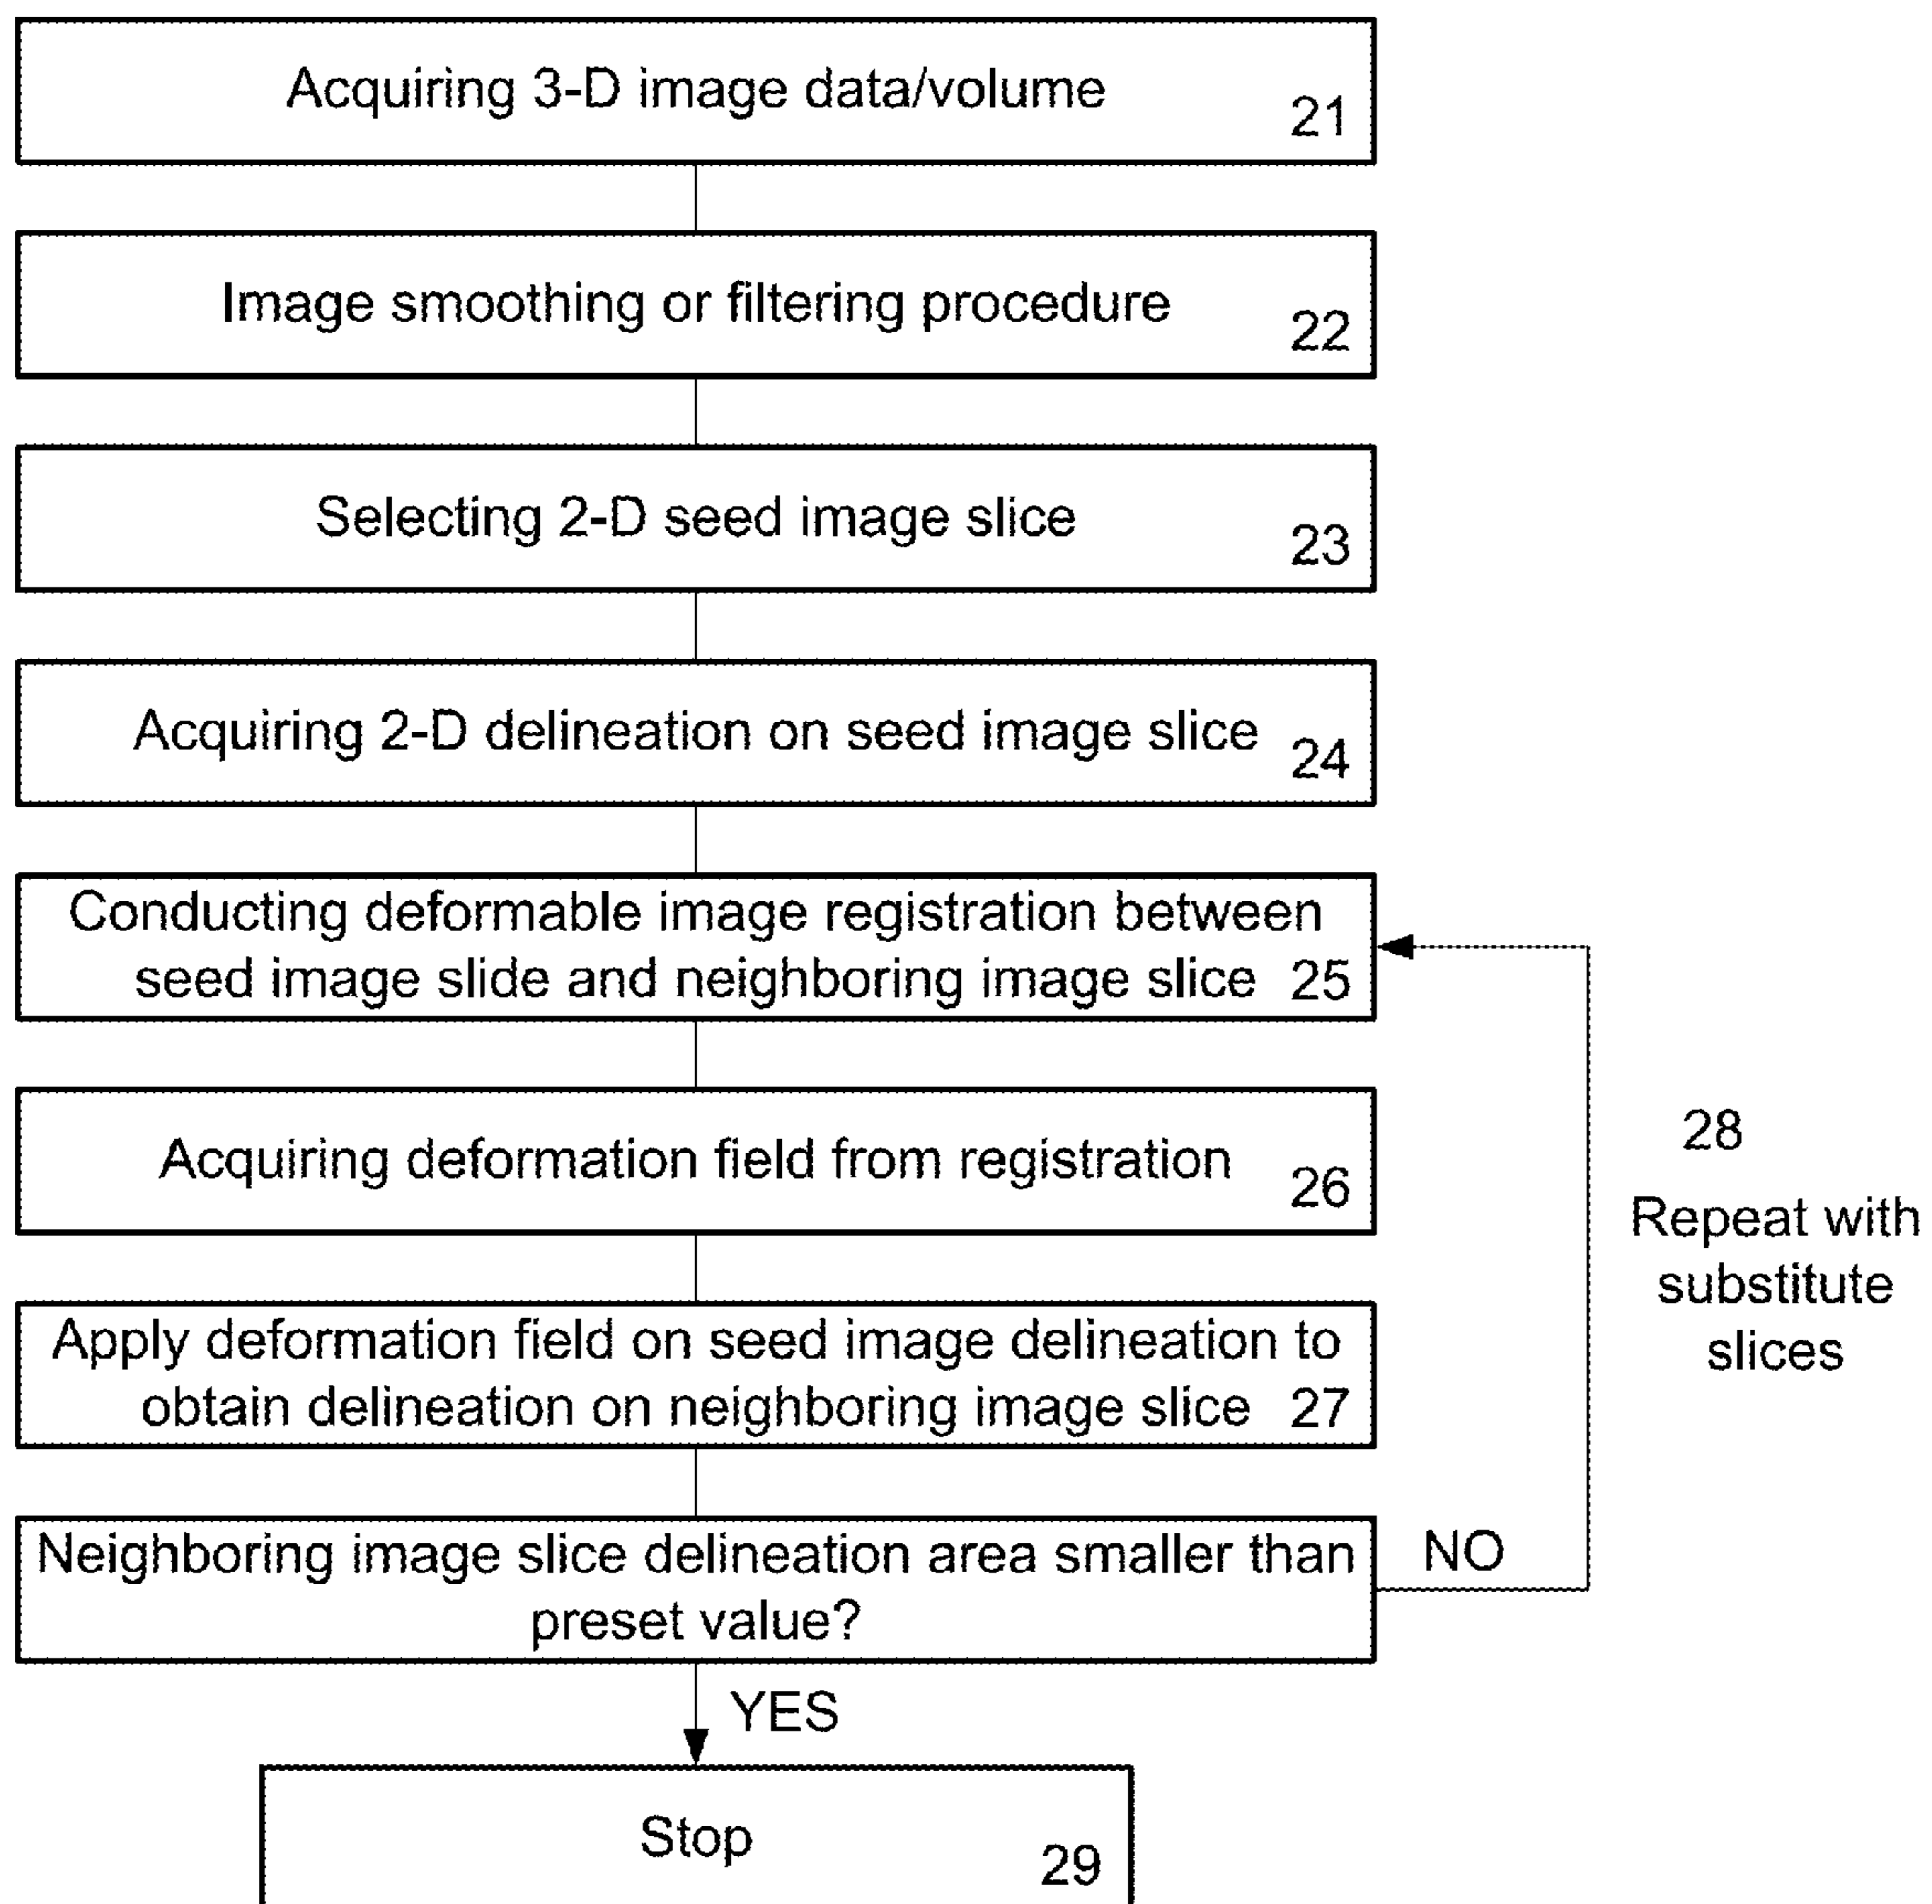 Acquiring 3-D image data/volume
21
Image smoothing or filtering procedure
22
Selecting 2-D seed image slice
23
Acquiring 2-D delineation on seed image slice
24
Conducting deformable image registration between
seed image slide and neighboring image slice 25
Acquiring deformation field from registration
26
28
Repeat with
substitute
slices
Apply deformation field on seed image delineation to
obtain delineation on neighboring image slice 27
Neighboring image slice delineation area smaller than
preset value?
NO
YES
Stop
29